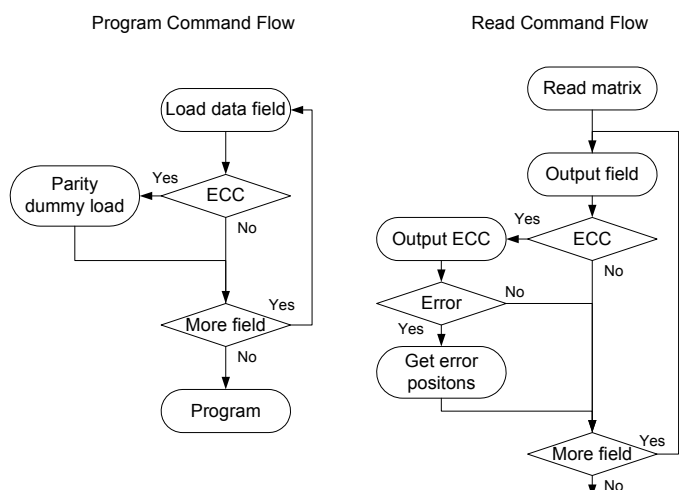 Program Command Flow
Load data field
Yes
Parity
dummy load
ECC
No
Yes
More field
No
Program
Read Command Flow
Read matrix
Output field
Yes
Output ECC
ECC
No
No
Error
Yes
Get error
positons
Yes
More field
No